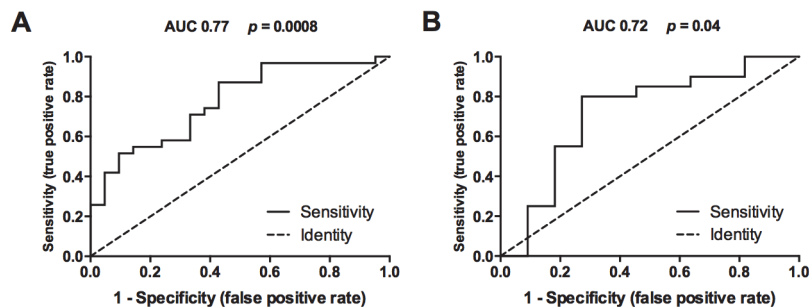 A
AUC 0.77 p = 0.0008
Sensitivity (true positive rate)
1.0
0.8
0.6
0.4
0.2
0.0
0.0 0.2 0.4 0.6 0.8 1.0
Sensitivity
Identity
1 - Specificity (false positive rate)
B
AUC 0.72 p = 0.04
Sensitivity (true positive rate)
1.0
0.8
0.6
0.4
0.2
0.0
0.0 0.2 0.4 0.6 0.8 1.0
Sensitivity
Identity
1 - Specificity (false positive rate)